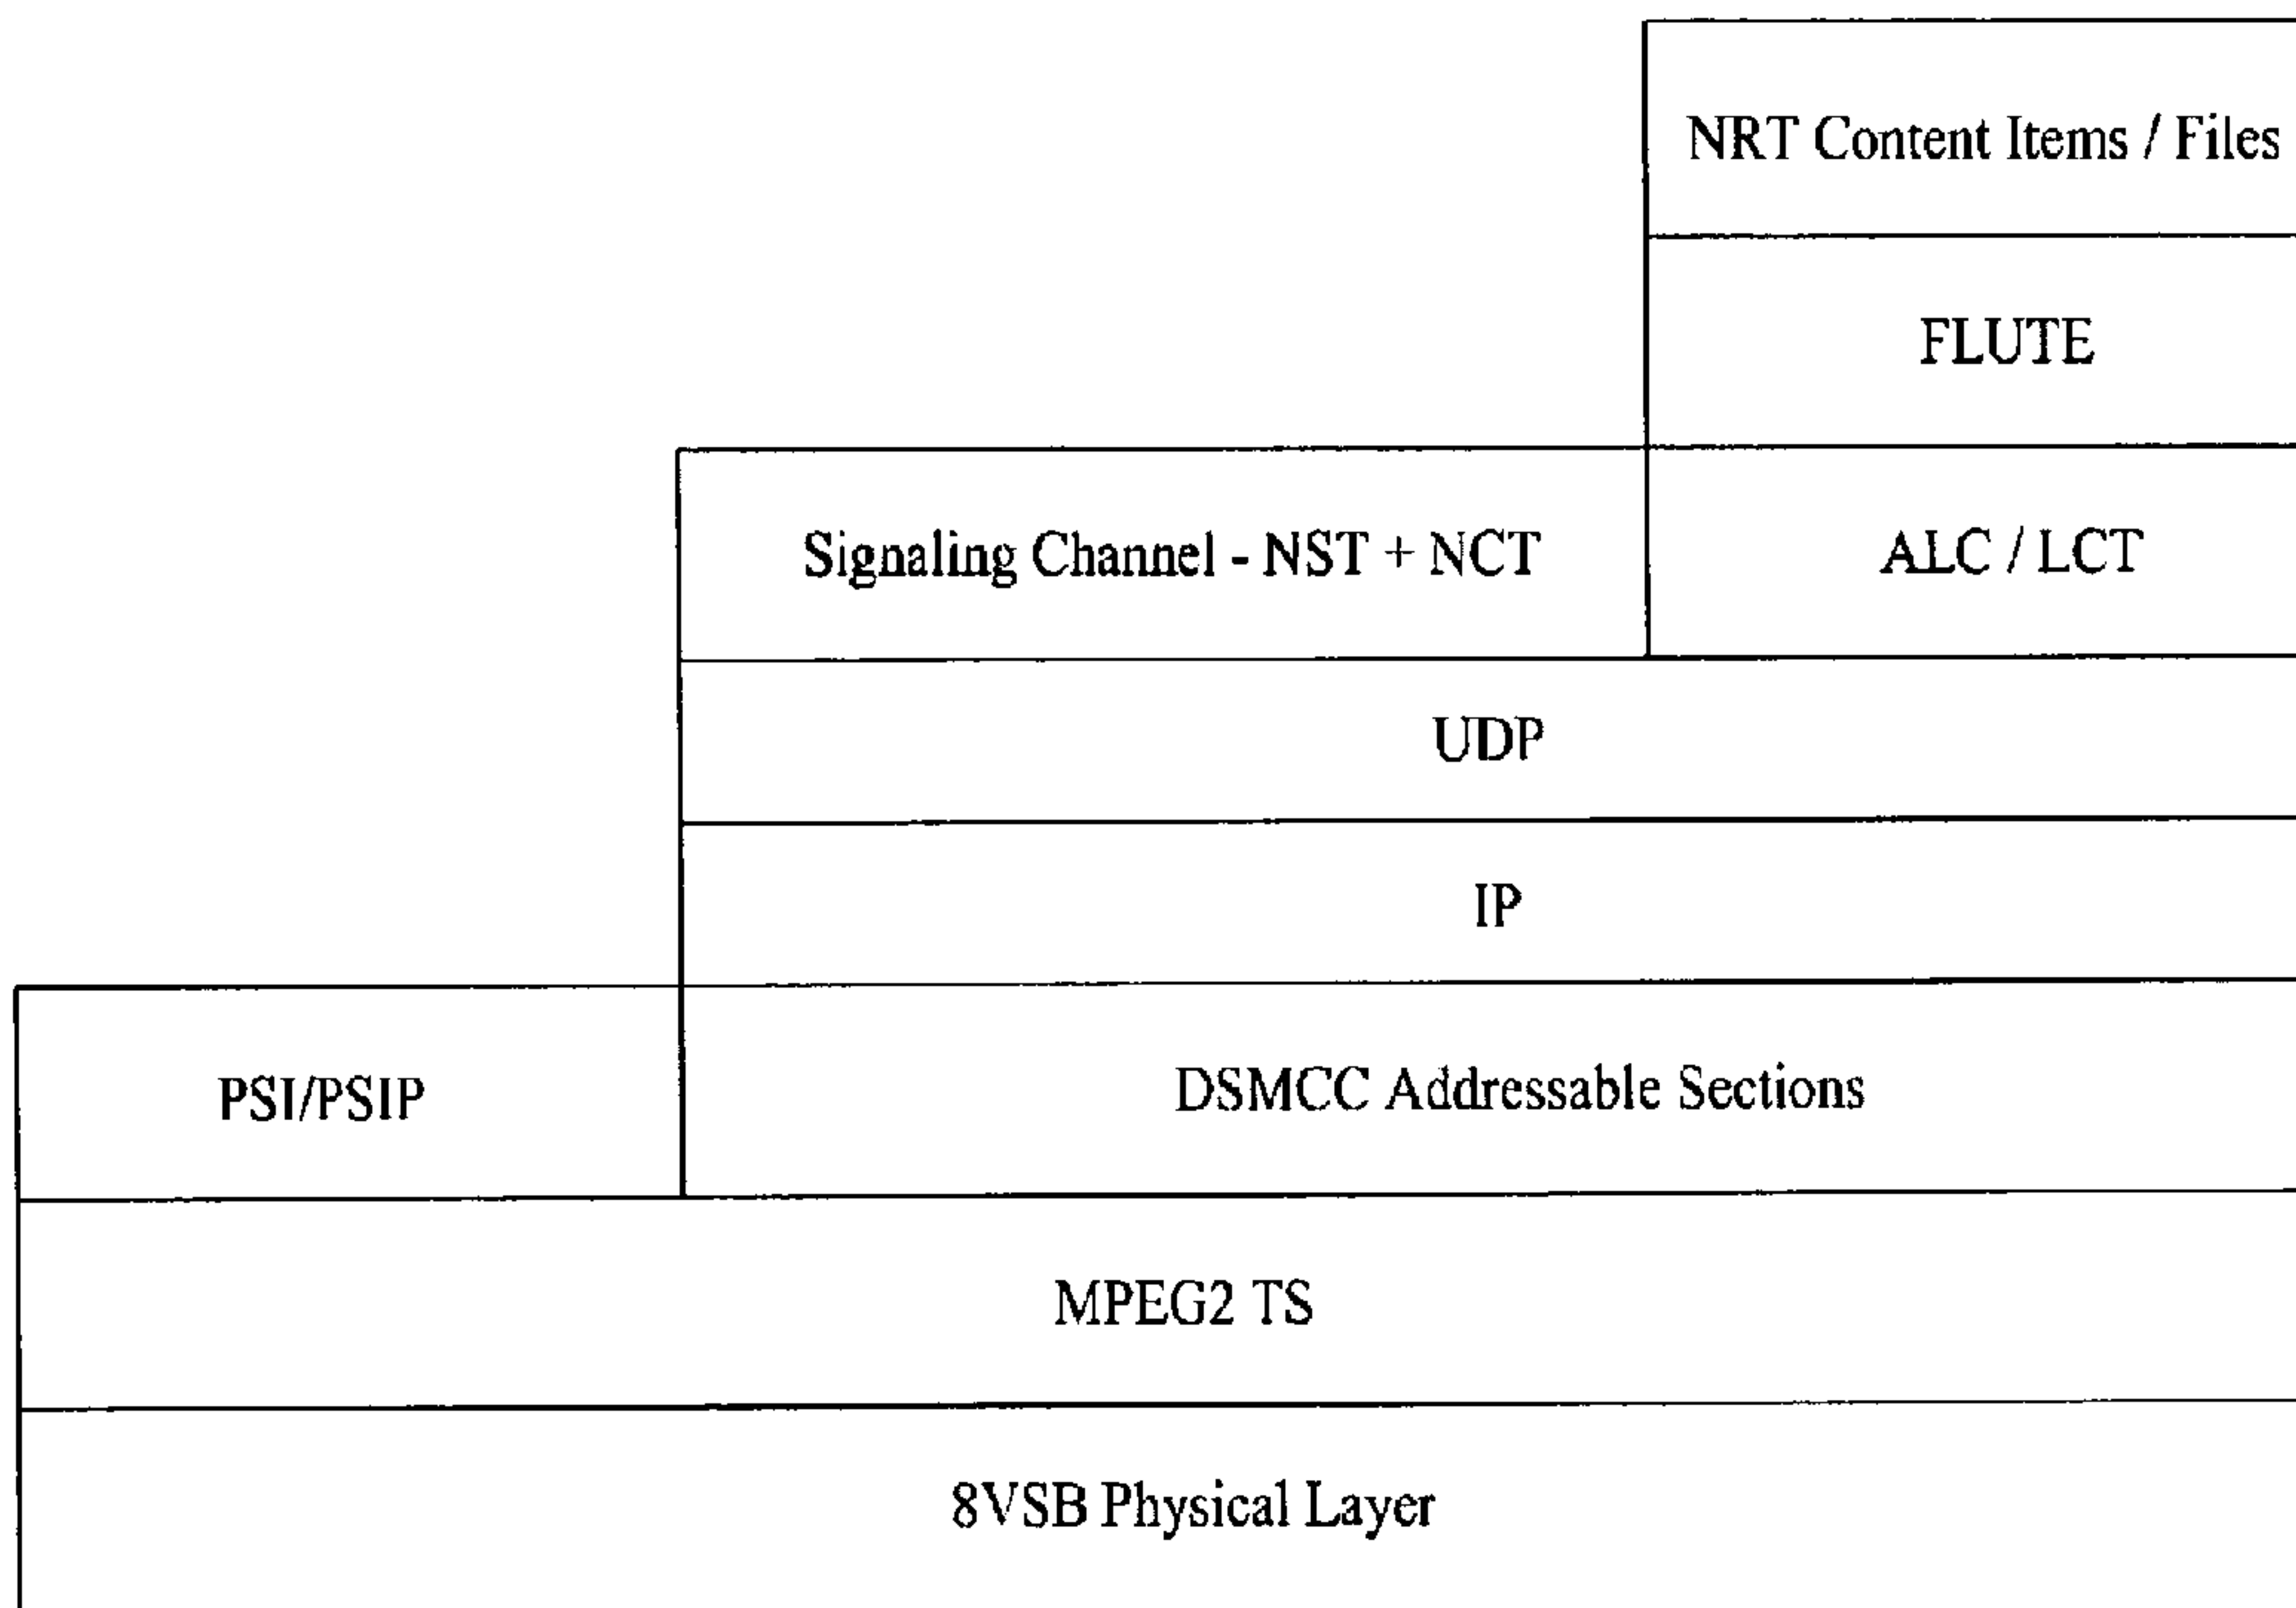 NRT Content Items / Files
FLUTE
Signaling Channel - NST + NCT
ALC / LCT
UDP
IP
PSI/PSIP
DSMCC Addressable Sections
MPEG2 TS
8VSB Physical Layer